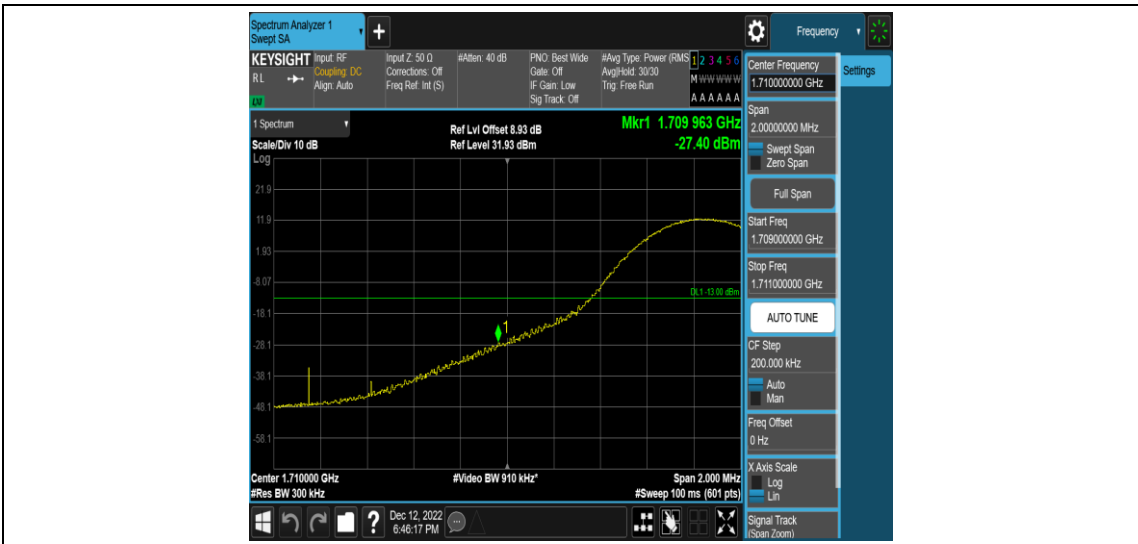 Spectrum Analyzer 1
Swept SA
+
Frequency
KEYSIGHT
RL
LXI
Input: RF
Coupling: DC
Align: Auto
Input Z: 50 Ω
Corrections: Off
Freq Ref: Int (S)
#Atten: 40 dB
PNO: Best Wide
Gate: Off
IF Gain: Low
Sig Track: Off
#Avg Type: Power (RMS
Avg|Hold: 30/30
Trig: Free Run
1 2 3 4 5 6
M W W W W W
A A A A A A
Center Frequency
1.710000000 GHz
Settings
Span
2.00000000 MHz
Swept Span
Zero Span
Full Span
Start Freq
1.709000000 GHz
Stop Freq
1.711000000 GHz
AUTO TUNE
CF Step
200.000 kHz
Auto
Man
Freq Offset
0 Hz
X Axis Scale
Log
Lin
Signal Track
(Span Zoom)
1 Spectrum
Scale/Div 10 dB
Log
Ref Lvl Offset 8.93 dB
Ref Level 31.93 dBm
Mkr1 1.709 963 GHz
-27.40 dBm
21.9
11.9
1.93
-8.07
DL1 -13.00 dBm
-18.1
1
-28.1
-38.1
-48.1
-58.1
Center 1.710000 GHz
#Video BW 910 kHz*
Span 2.000 MHz
#Res BW 300 kHz
#Sweep 100 ms (601 pts)
?
Dec 12, 2022
6:46:17 PM